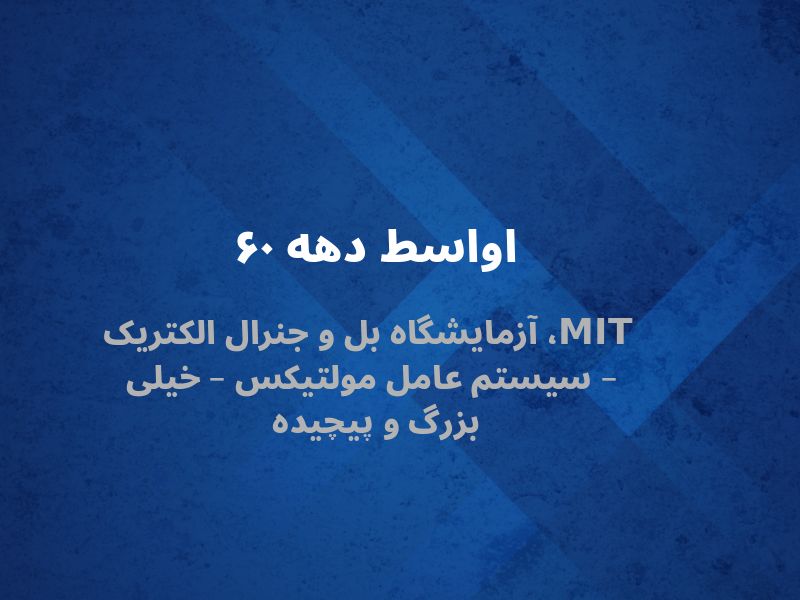 اواسط دهه ۶۰
MIT، آزمایشگاه بل و جنرال الکتریک
– سیستم عامل مولتیکس – خیلی
بزرگ و پیچیده